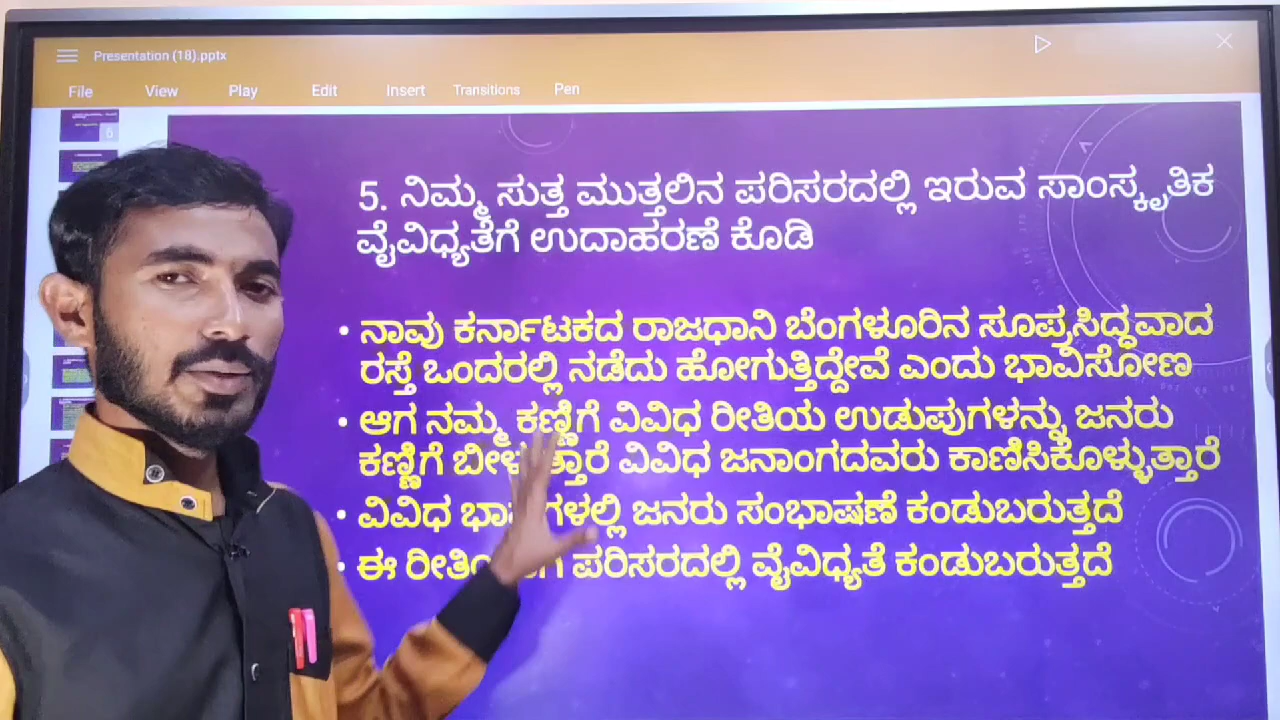 Presentation (18).pptx
File View Play Edit Insert Transitions Pen
5. ನಿಮ್ಮ ಸುತ್ತ ಮುತ್ತಲಿನ ಪರಿಸರದಲ್ಲಿ ಇರುವ ಸಾಂಸ್ಕೃತಿಕ
ವೈವಿಧ್ಯತೆಗೆ ಉದಾಹರಣೆ ಕೊಡಿ
• ನಾವು ಕರ್ನಾಟಕದ ರಾಜಧಾನಿ ಬೆಂಗಳೂರಿನ ಸೂಪ್ರಸಿದ್ಧವಾದ
ರಸ್ತೆ ಒಂದರಲ್ಲಿ ನಡೆದು ಹೋಗುತ್ತಿದ್ದೇವೆ ಎಂದು ಭಾವಿಸೋಣ
• ಆಗ ನಮ್ಮ ಕಣ್ಣಿಗೆ ವಿವಿಧ ರೀತಿಯ ಉಡುಪುಗಳನ್ನು ಜನರು
ಕಣ್ಣಿಗೆ ವಿವಿಧ ಜನಾಂಗದವರು ಕಾಣಿಸಿಕೊಳ್ಳುತ್ತಾರೆ
• ವಿವಿಧ ಜನರು ಸಂಭಾಷಣೆ ಕಂಡುಬರುತ್ತದೆ
• ಈ ಪರಿಸರದಲ್ಲಿ ವೈವಿಧ್ಯತೆ ಕಂಡುಬರುತ್ತದೆ